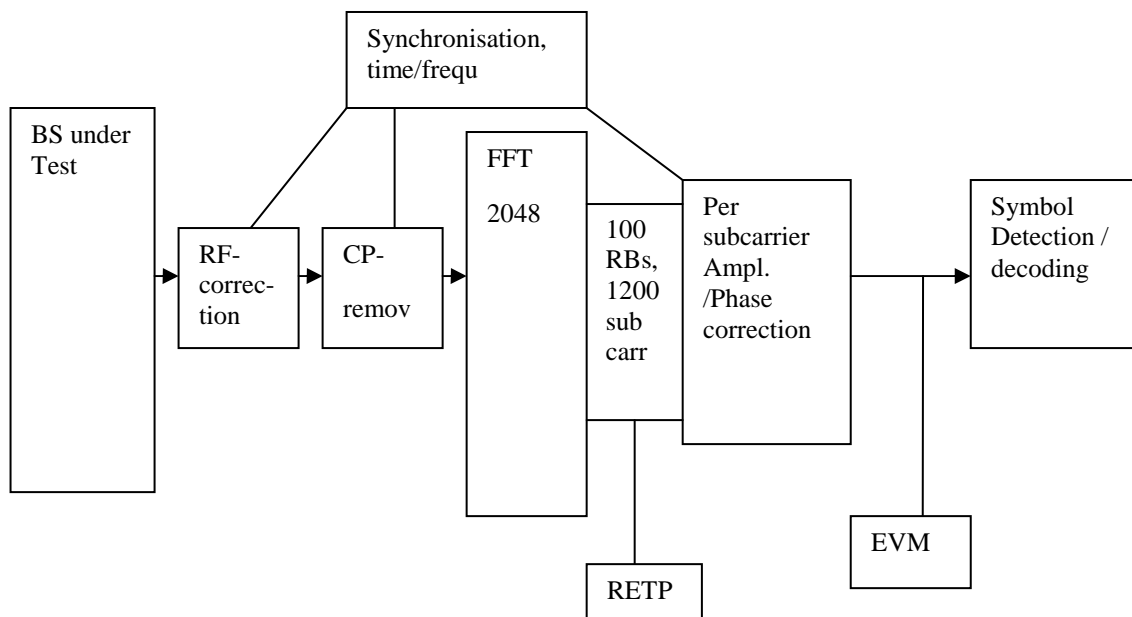 Synchronisation,
time/frequ
BS under
Test
RF-
correc-
tion
CP-
remov
FFT
2048
100
RBs,
1200
sub
carr
Per
subcarrier
Ampl.
/Phase
correction
Symbol
Detection /
decoding
RETP
EVM